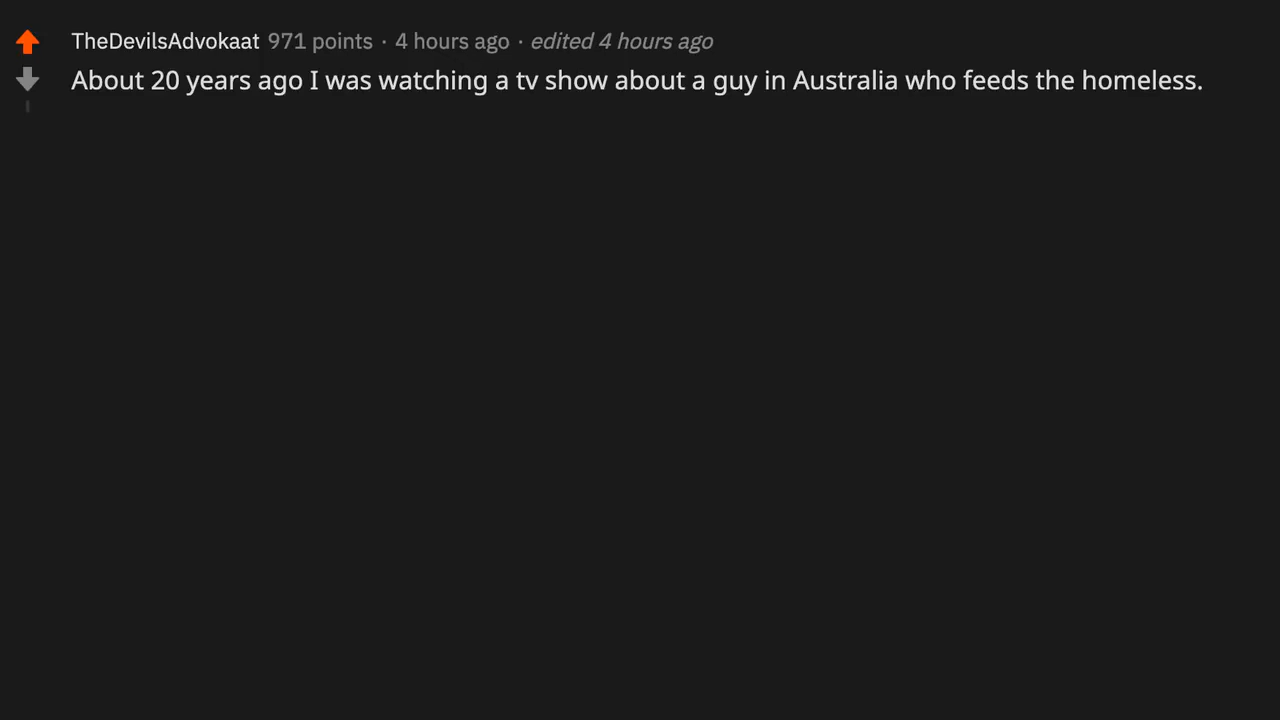 TheDevilsAdvokaat 971 points · 4 hours ago · edited 4 hours ago
About 20 years ago I was watching a tv show about a guy in Australia who feeds the homeless.